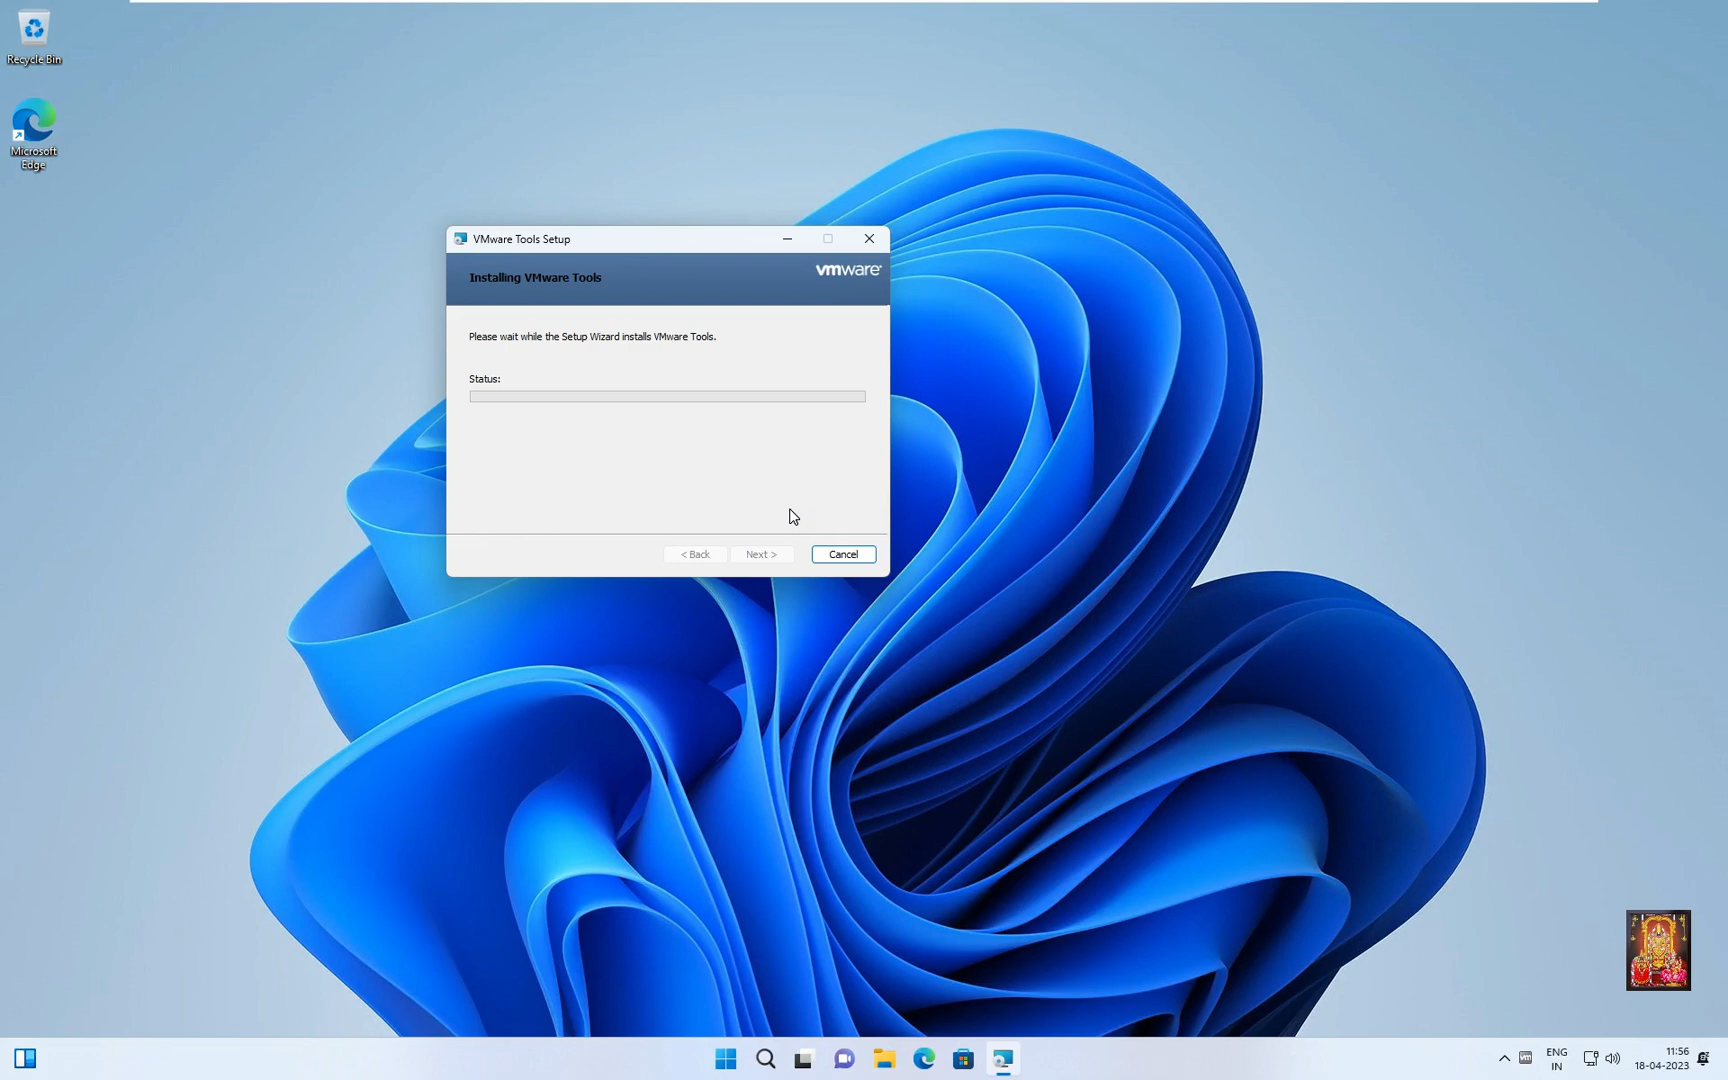 Recycle Bin
Microsoft
Edge
VMware Tools Setup
Installing VMware Tools
vmware
Please wait while the Setup Wizard installs VMware Tools.
Status:
< Back
Next >
Cancel
vm
ENG
IN
11:56
18-04-2023